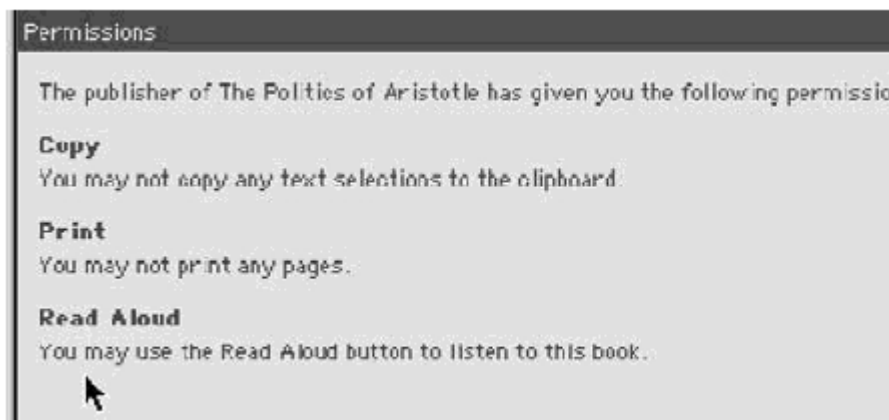 Permissions
The publisher of The Politics of Aristotle has given you the following permissio
Copy
You may not copy any text selections to the clipboard.
Print
You may not print any pages.
Read Aloud
You may use the Read Aloud button to listen to this book.